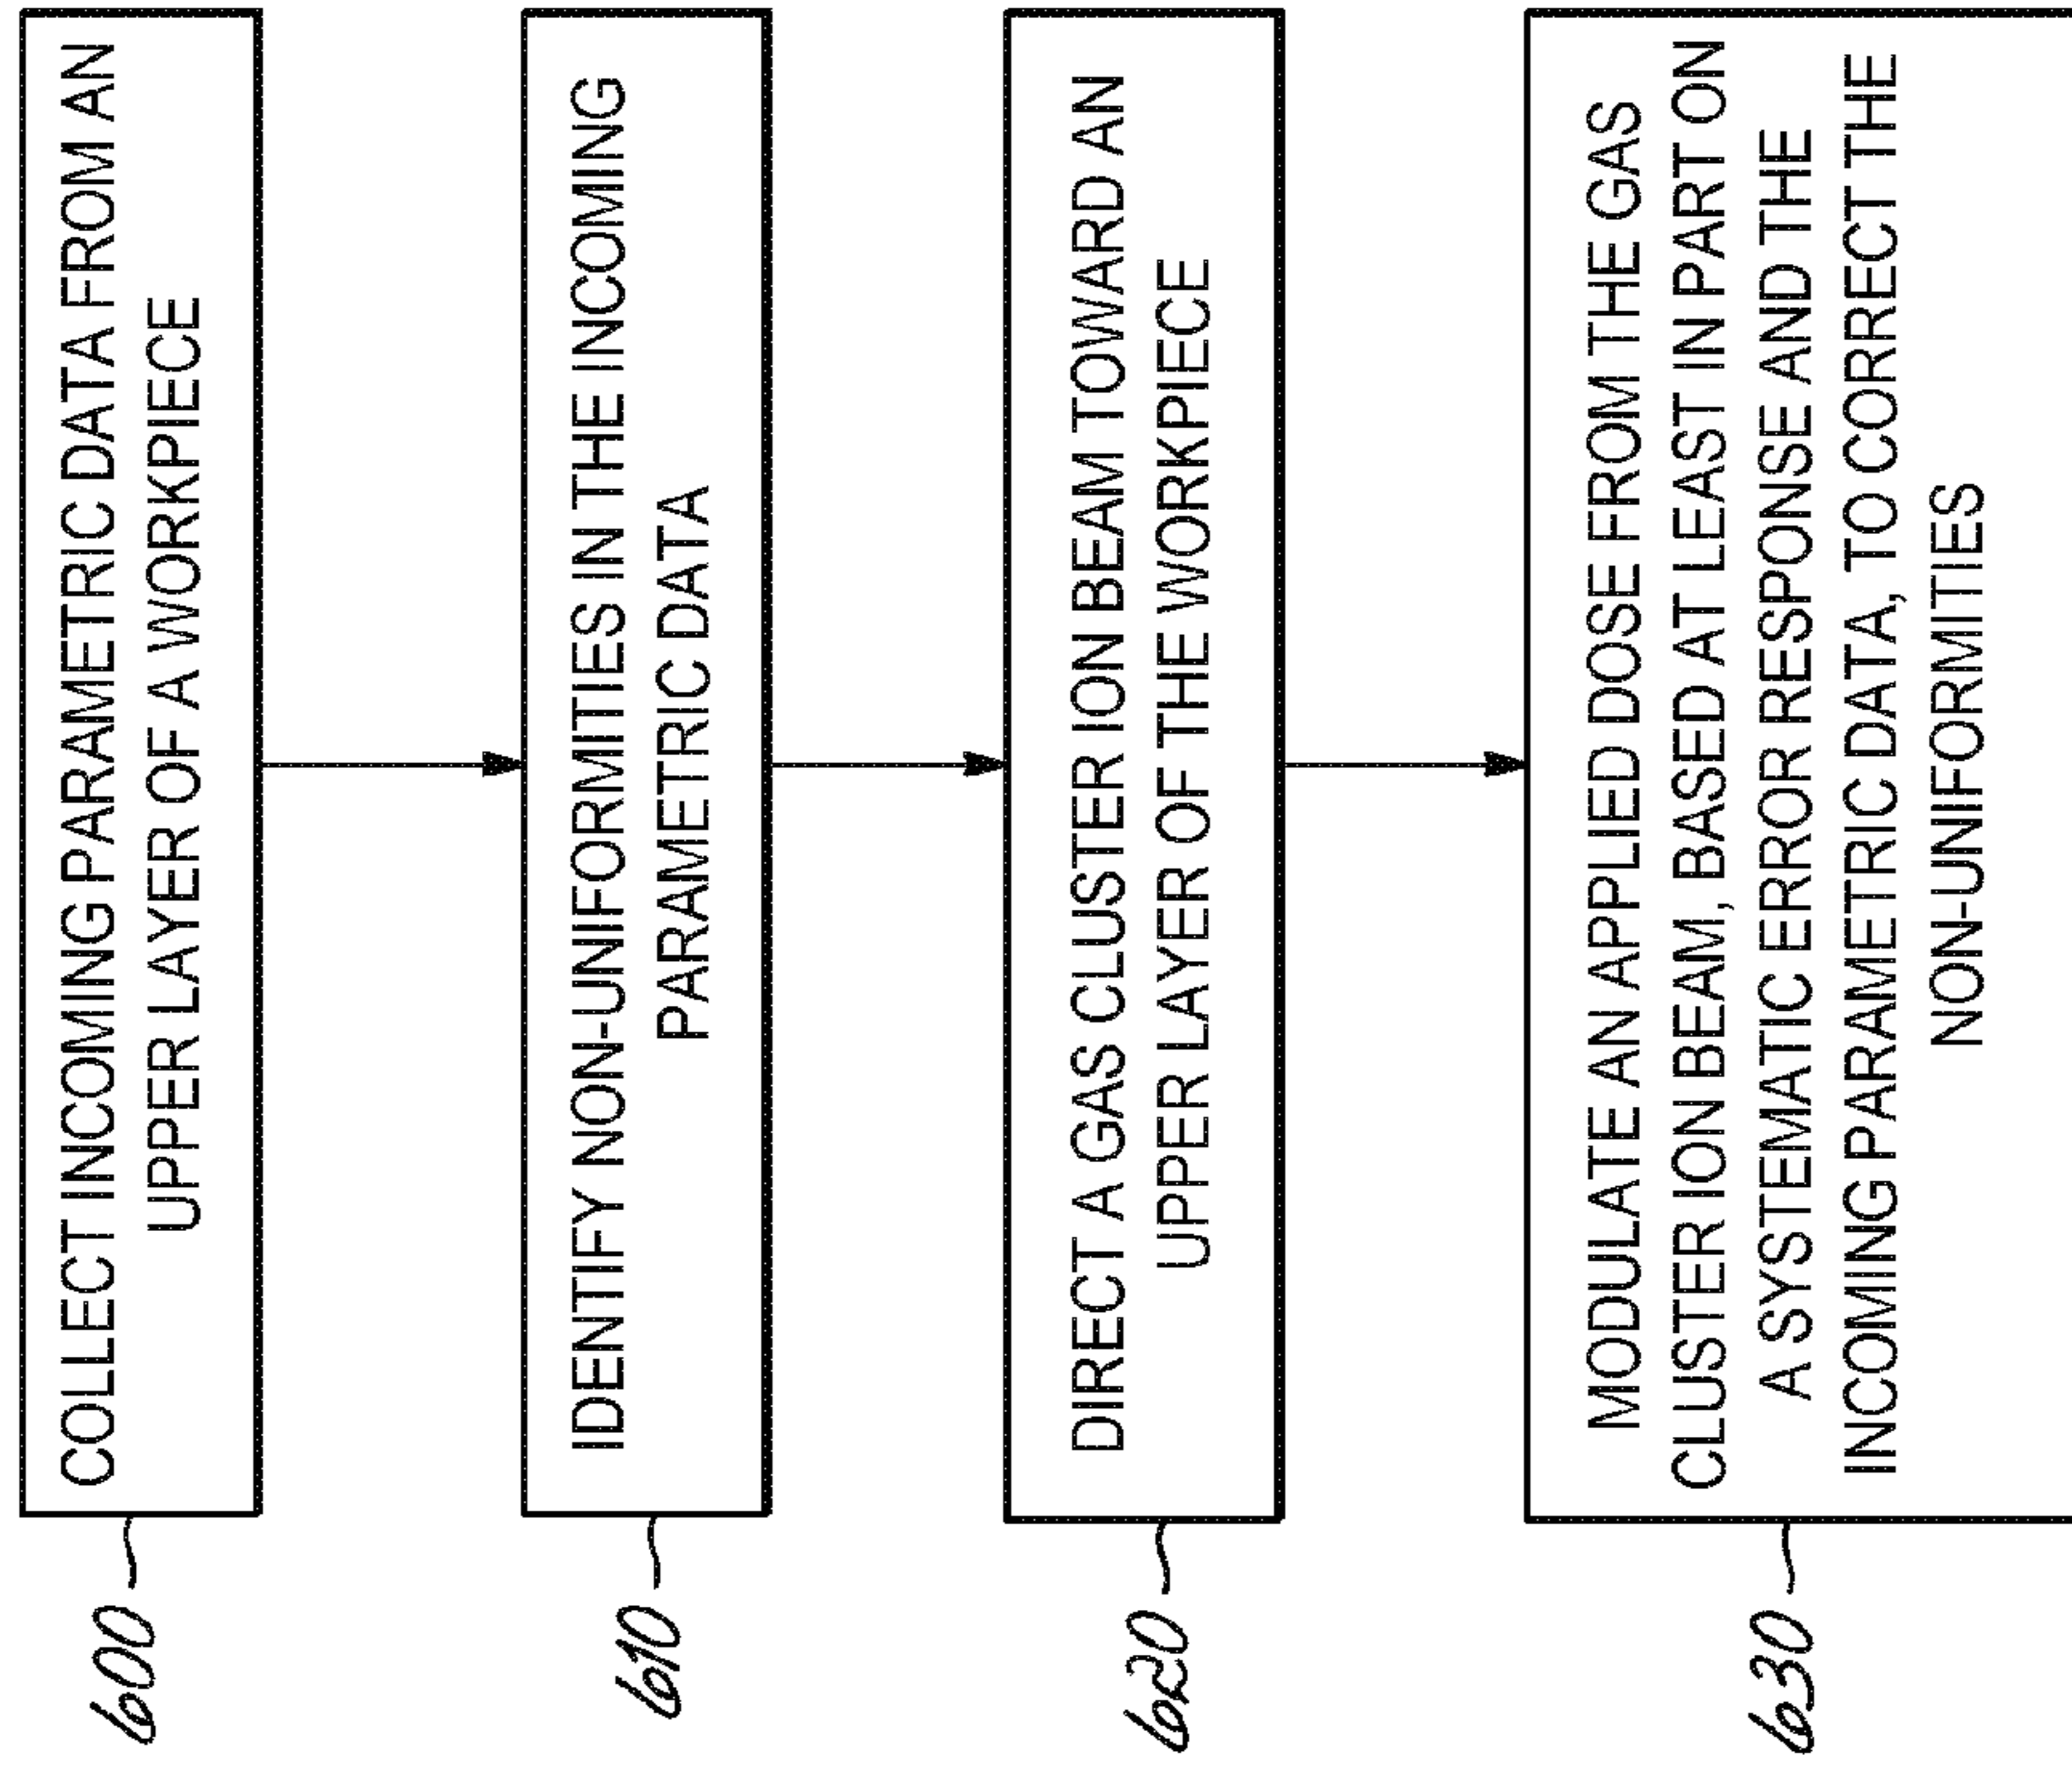 600
COLLECT INCOMING PARAMETRIC DATA FROM AN
UPPER LAYER OF A WORKPIECE
610
IDENTIFY NON-UNIFORMITIES IN THE INCOMING
PARAMETRIC DATA
620
DIRECT A GAS CLUSTER ION BEAM TOWARD AN
UPPER LAYER OF THE WORKPIECE
630
MODULATE AN APPLIED DOSE FROM THE GAS
CLUSTER ION BEAM, BASED AT LEAST IN PART ON
A SYSTEMATIC ERROR RESPONSE AND THE
INCOMING PARAMETRIC DATA, TO CORRECT THE
NON-UNIFORMITIES